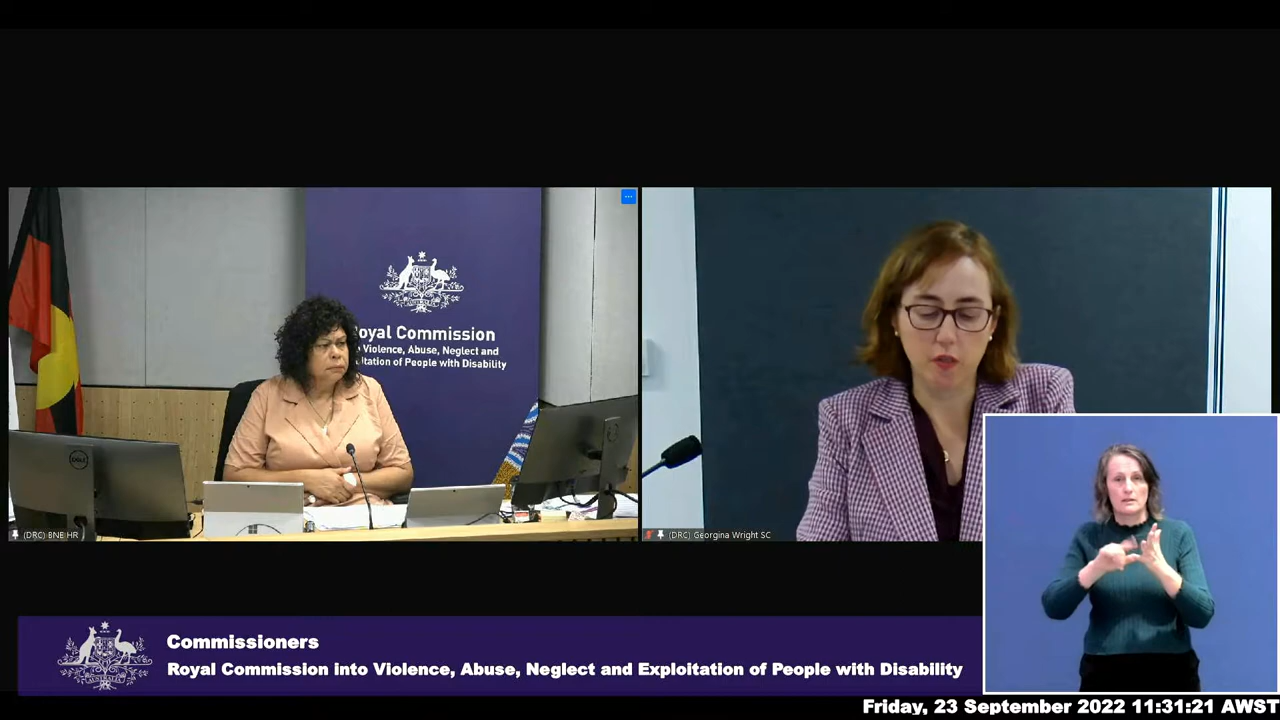 Royal Commission
Violence, Abuse, Neglect and
itation of People with Disability
DELL
(DRC) BNE HR
(DRC) Georgina Wright SC
Commissioners
Royal Commission into Violence, Abuse, Neglect and Exploitation of People with Disability
Friday, 23 September 2022 11:31:21 AWST